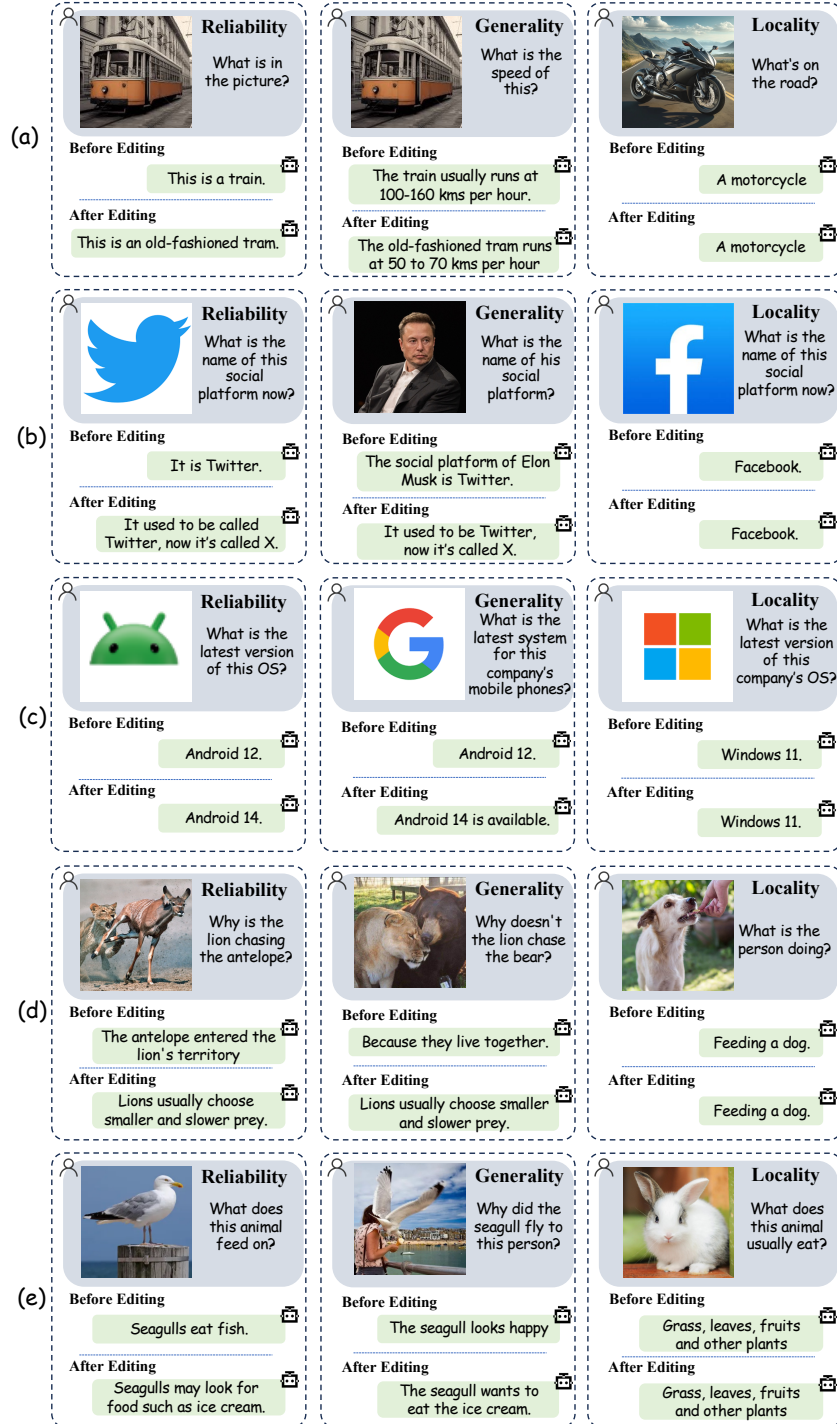 (a)
Reliability
What is in
the picture?
Before Editing
This is a train.
After Editing
This is an old-fashioned tram.
Generality
What is the
speed of
this?
Before Editing
The train usually runs at
100-160 kms per hour.
After Editing
The old-fashioned tram runs
at 50 to 70 kms per hour
Locality
What's on
the road?
Before Editing
A motorcycle
After Editing
A motorcycle
(b)
Reliability
What is the
name of this
social
platform now?
Before Editing
It is Twitter.
After Editing
It used to be called
Twitter, now it's called X.
Generality
What is the
name of his
social
platform?
Before Editing
The social platform of Elon
Musk is Twitter.
After Editing
It used to be Twitter,
now it's called X.
Locality
What is the
name of this
social
platform now?
Before Editing
Facebook.
After Editing
Facebook.
(c)
Reliability
What is the
latest version
of this OS?
Before Editing
Android 12.
After Editing
Android 14.
Generality
What is the
latest system
for this
company's
mobile phones?
Before Editing
Android 12.
After Editing
Android 14 is available.
Locality
What is the
latest version
of this
company's OS?
Before Editing
Windows 11.
After Editing
Windows 11.
(d)
Reliability
Why is the
lion chasing
the antelope?
Before Editing
The antelope entered the
lion's territory
After Editing
Lions usually choose
smaller and slower prey.
Generality
Why doesn't
the lion chase
the bear?
Before Editing
Because they live together.
After Editing
Lions usually choose smaller
and slower prey.
Locality
What is the
person doing?
Before Editing
Feeding a dog.
After Editing
Feeding a dog.
(e)
Reliability
What does
this animal
feed on?
Before Editing
Seagulls eat fish.
After Editing
Seagulls may look for
food such as ice cream.
Generality
Why did the
seagull fly to
this person?
Before Editing
The seagull looks happy
After Editing
The seagull wants to
eat the ice cream.
Locality
What does
this animal
usually eat?
Before Editing
Grass, leaves, fruits
and other plants
After Editing
Grass, leaves, fruits
and other plants